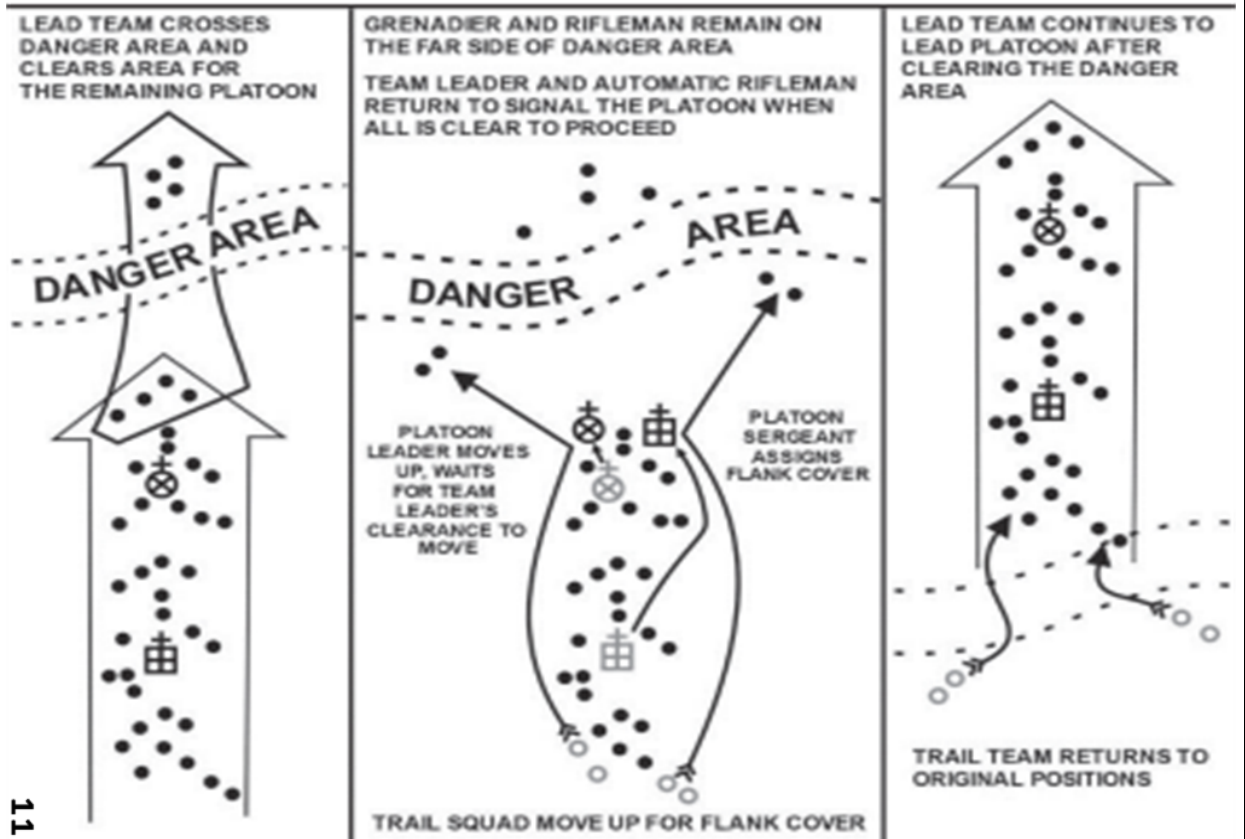 LEAD TEAM CROSSES
DANGER AREA AND
CLEARS AREA FOR
THE REMAINING PLATOON
DANGER AREA
GRENADIER AND RIFLEMAN REMAIN ON
THE FAR SIDE OF DANGER AREA
TEAM LEADER AND AUTOMATIC RIFLEMAN
RETURN TO SIGNAL THE PLATOON WHEN
ALL IS CLEAR TO PROCEED
DANGER AREA
PLATOON
LEADER MOVES
UP, WAITS
FOR TEAM
LEADER'S
CLEARANCE TO
MOVE
PLATOON
SERGEANT
ASSIGNS
FLANK COVER
TRAIL SQUAD MOVE UP FOR FLANK COVER
LEAD TEAM CONTINUES TO
LEAD PLATOON AFTER
CLEARING THE DANGER
AREA
TRAIL TEAM RETURNS TO
ORIGINAL POSITIONS
11